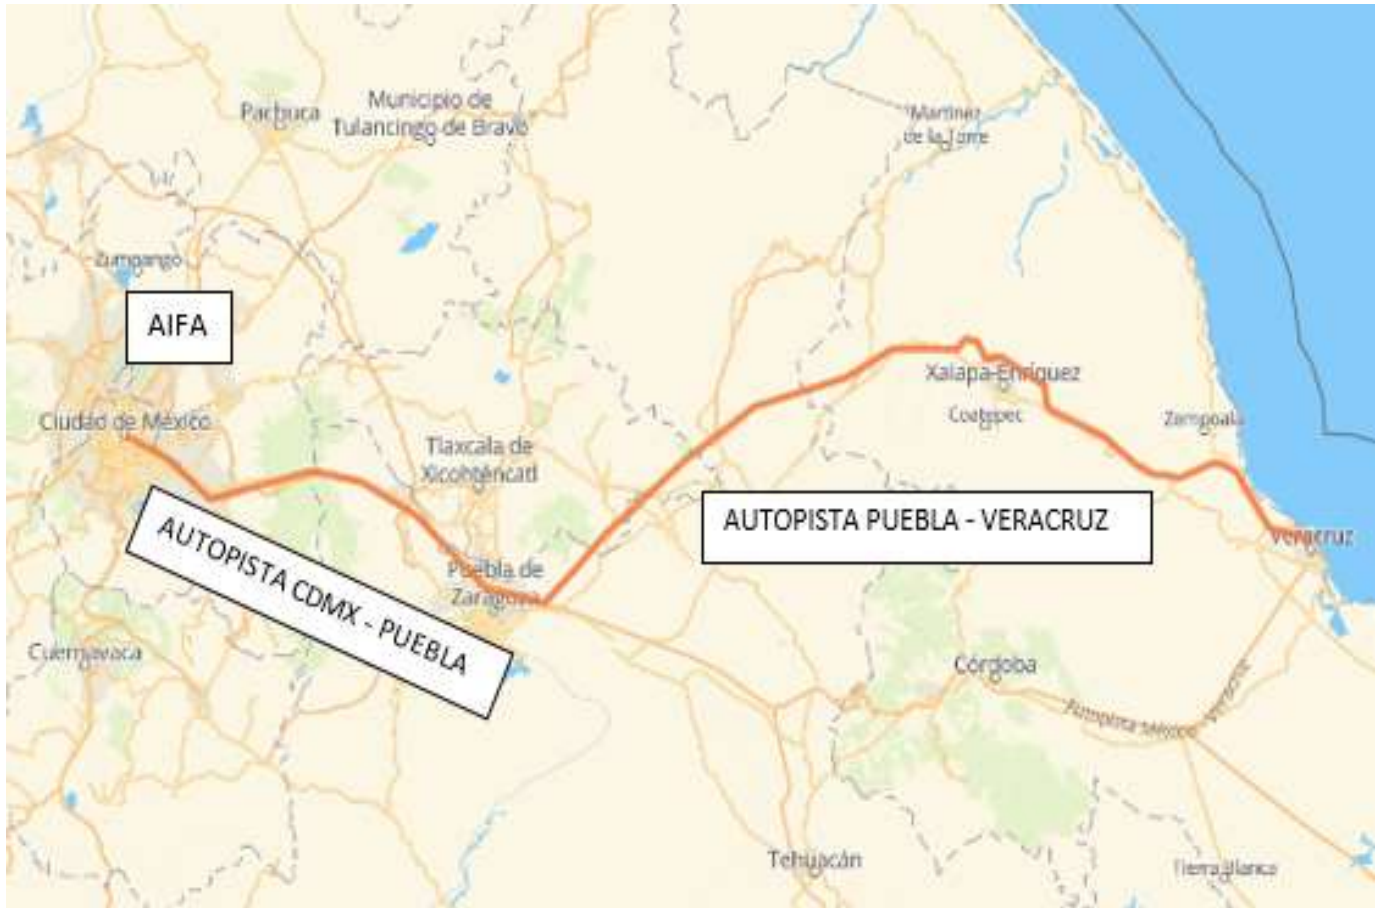 Pachuca
Municipio de
Tulancingo de Bravo
Martínez
de la Torre
Zumpango
AIFA
Xalapa-Enríquez
Ciudad de México
Coatepec
Zempoala
Tlaxcala de
Xicohténcatl
AUTOPISTA PUEBLA - VERACRUZ
Veracruz
AUTOPISTA CDMX - PUEBLA
Puebla de
Zaragoza
Cuernavaca
Córdoba
Autopista México - Veracruz
Tehuacán
Tierra Blanca